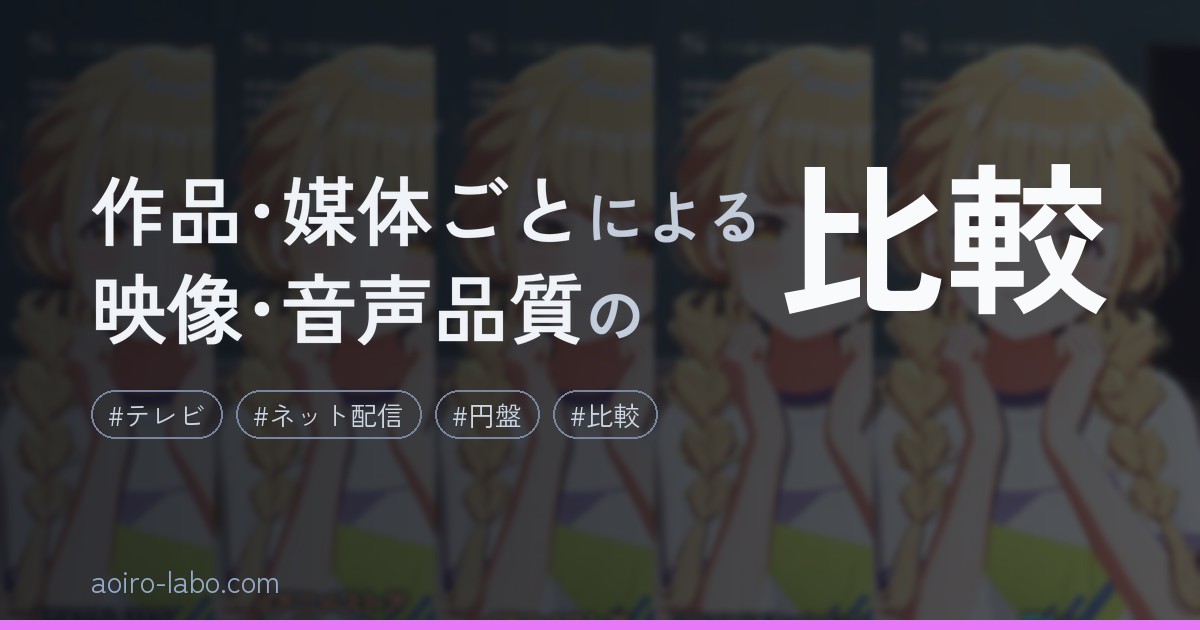 作品・媒体ごとによる
映像・音声品質の
比較
#テレビ #ネット配信 #円盤 #比較
aoiro-labo.com